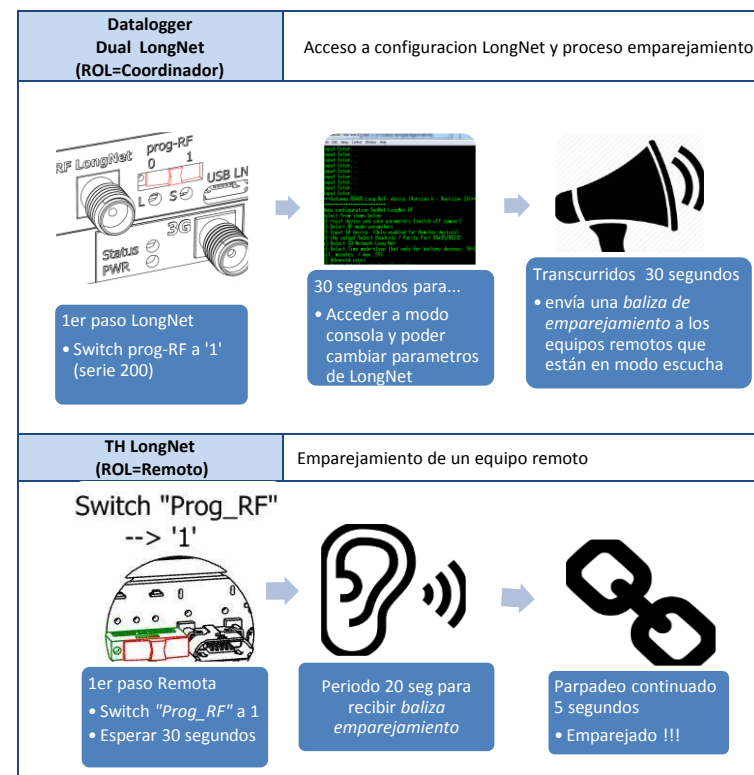 Datalogger
Dual LongNet
(ROL=Coordinador)
Acceso a configuracion LongNet y proceso emparejamiento
RF LongNet
prog-RF
0 1
USB LN
L S
3G
Status
PWR
1er paso LongNet
• Switch prog-RF a '1'
(serie 200)
30 segundos para...
• Acceder a modo
consola y poder
cambiar parametros
de LongNet
Transcurridos 30 segundos
• envía una baliza de
emparejamiento a los
equipos remotos que
están en modo escucha
TH LongNet
(ROL=Remoto)
Emparejamiento de un equipo remoto
Switch "Prog_RF"
--> '1'
1er paso Remota
• Switch "Prog_RF" a 1
• Esperar 30 segundos
Periodo 20 seg para
recibir baliza
emparejamiento
Parpadeo continuado
5 segundos
• Emparejado !!!